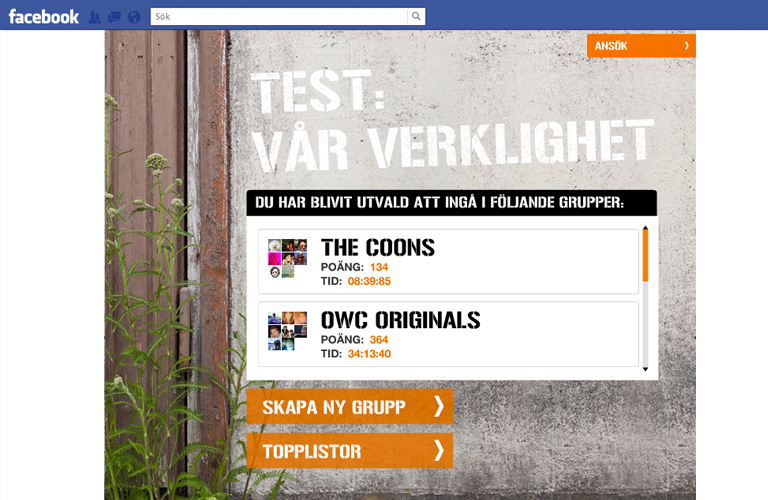 facebook
Sök
ANSÖK
TEST:
VÅR VERKLIGHET
DU HAR BLIVIT UTVALD ATT INGÅ I FÖLJANDE GRUPPER:
THE COONS
POÄNG: 134
TID: 08:39:85
OWC ORIGINALS
POÄNG: 364
TID: 34:13:40
SKAPA NY GRUPP
TOPPLISTOR